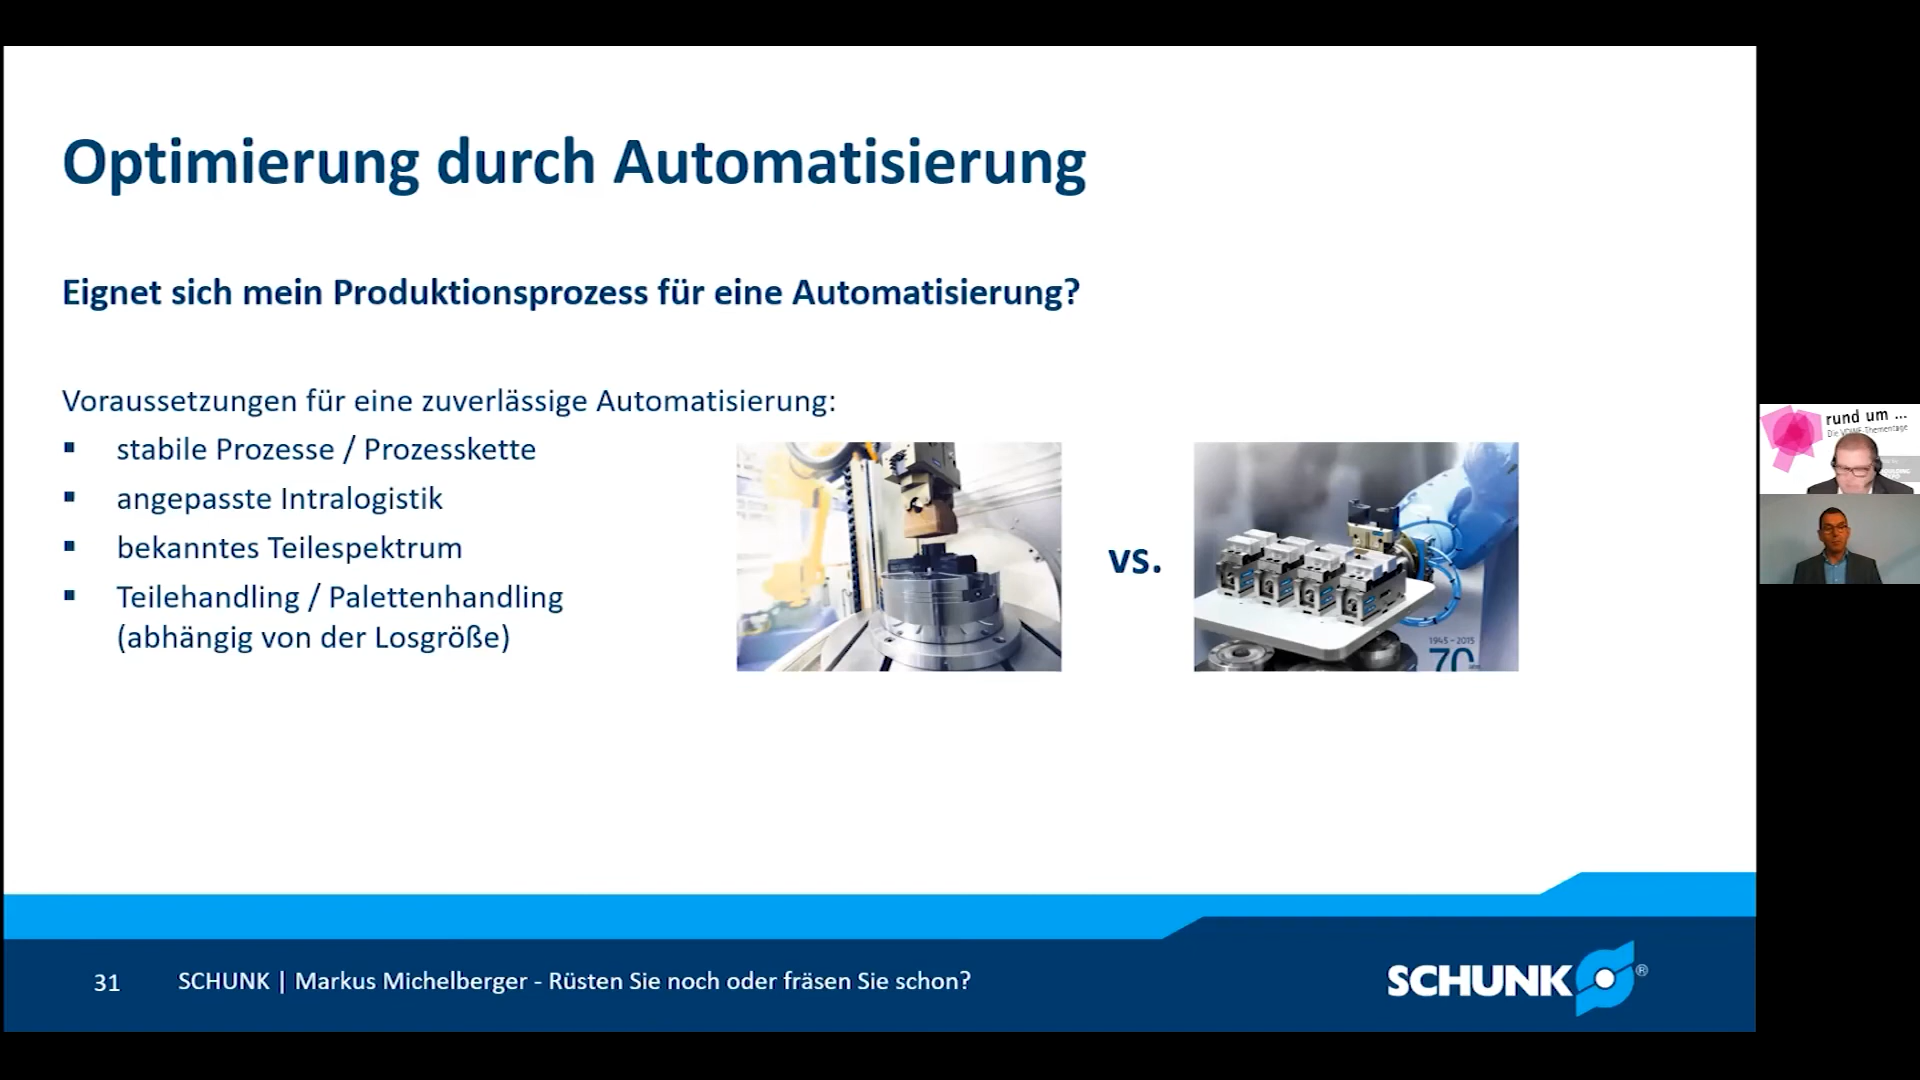 Optimierung durch Automatisierung
Eignet sich mein Produktionsprozess für eine Automatisierung?
Voraussetzungen für eine zuverlässige Automatisierung:
▪ stabile Prozesse / Prozesskette
▪ angepasste Intralogistik
▪ bekanntes Teilespektrum
▪ Teilehandling / Palettenhandling
(abhängig von der Losgröße)
vs.
1945 - 2015
70
rund um ...
31 SCHUNK | Markus Michelberger - Rüsten Sie noch oder fräsen Sie schon?
SCHUNK ®